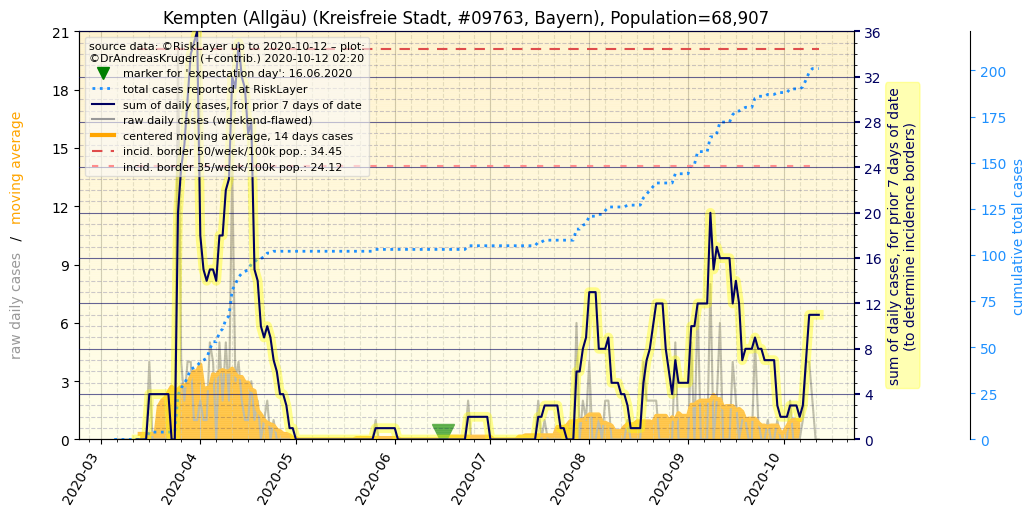 Kempten (Allgäu) (Kreisfreie Stadt, #09763, Bayern), Population=68,907
source data: ©RiskLayer up to 2020-10-12 – plot:
©DrAndreasKruger (+contrib.) 2020-10-12 02:20
marker for 'expectation day': 16.06.2020
total cases reported at RiskLayer
sum of daily cases, for prior 7 days of date
raw daily cases (weekend-flawed)
centered moving average, 14 days cases
incid. border 50/week/100k pop.: 34.45
incid. border 35/week/100k pop.: 24.12
raw daily cases / moving average
21
18
15
12
9
6
3
0
36
32
28
24
20
16
12
8
4
0
sum of daily cases, for prior 7 days of date
(to determine incidence borders)
200
175
150
125
100
75
50
25
0
cumulative total cases
2020-03
2020-04
2020-05
2020-06
2020-07
2020-08
2020-09
2020-10